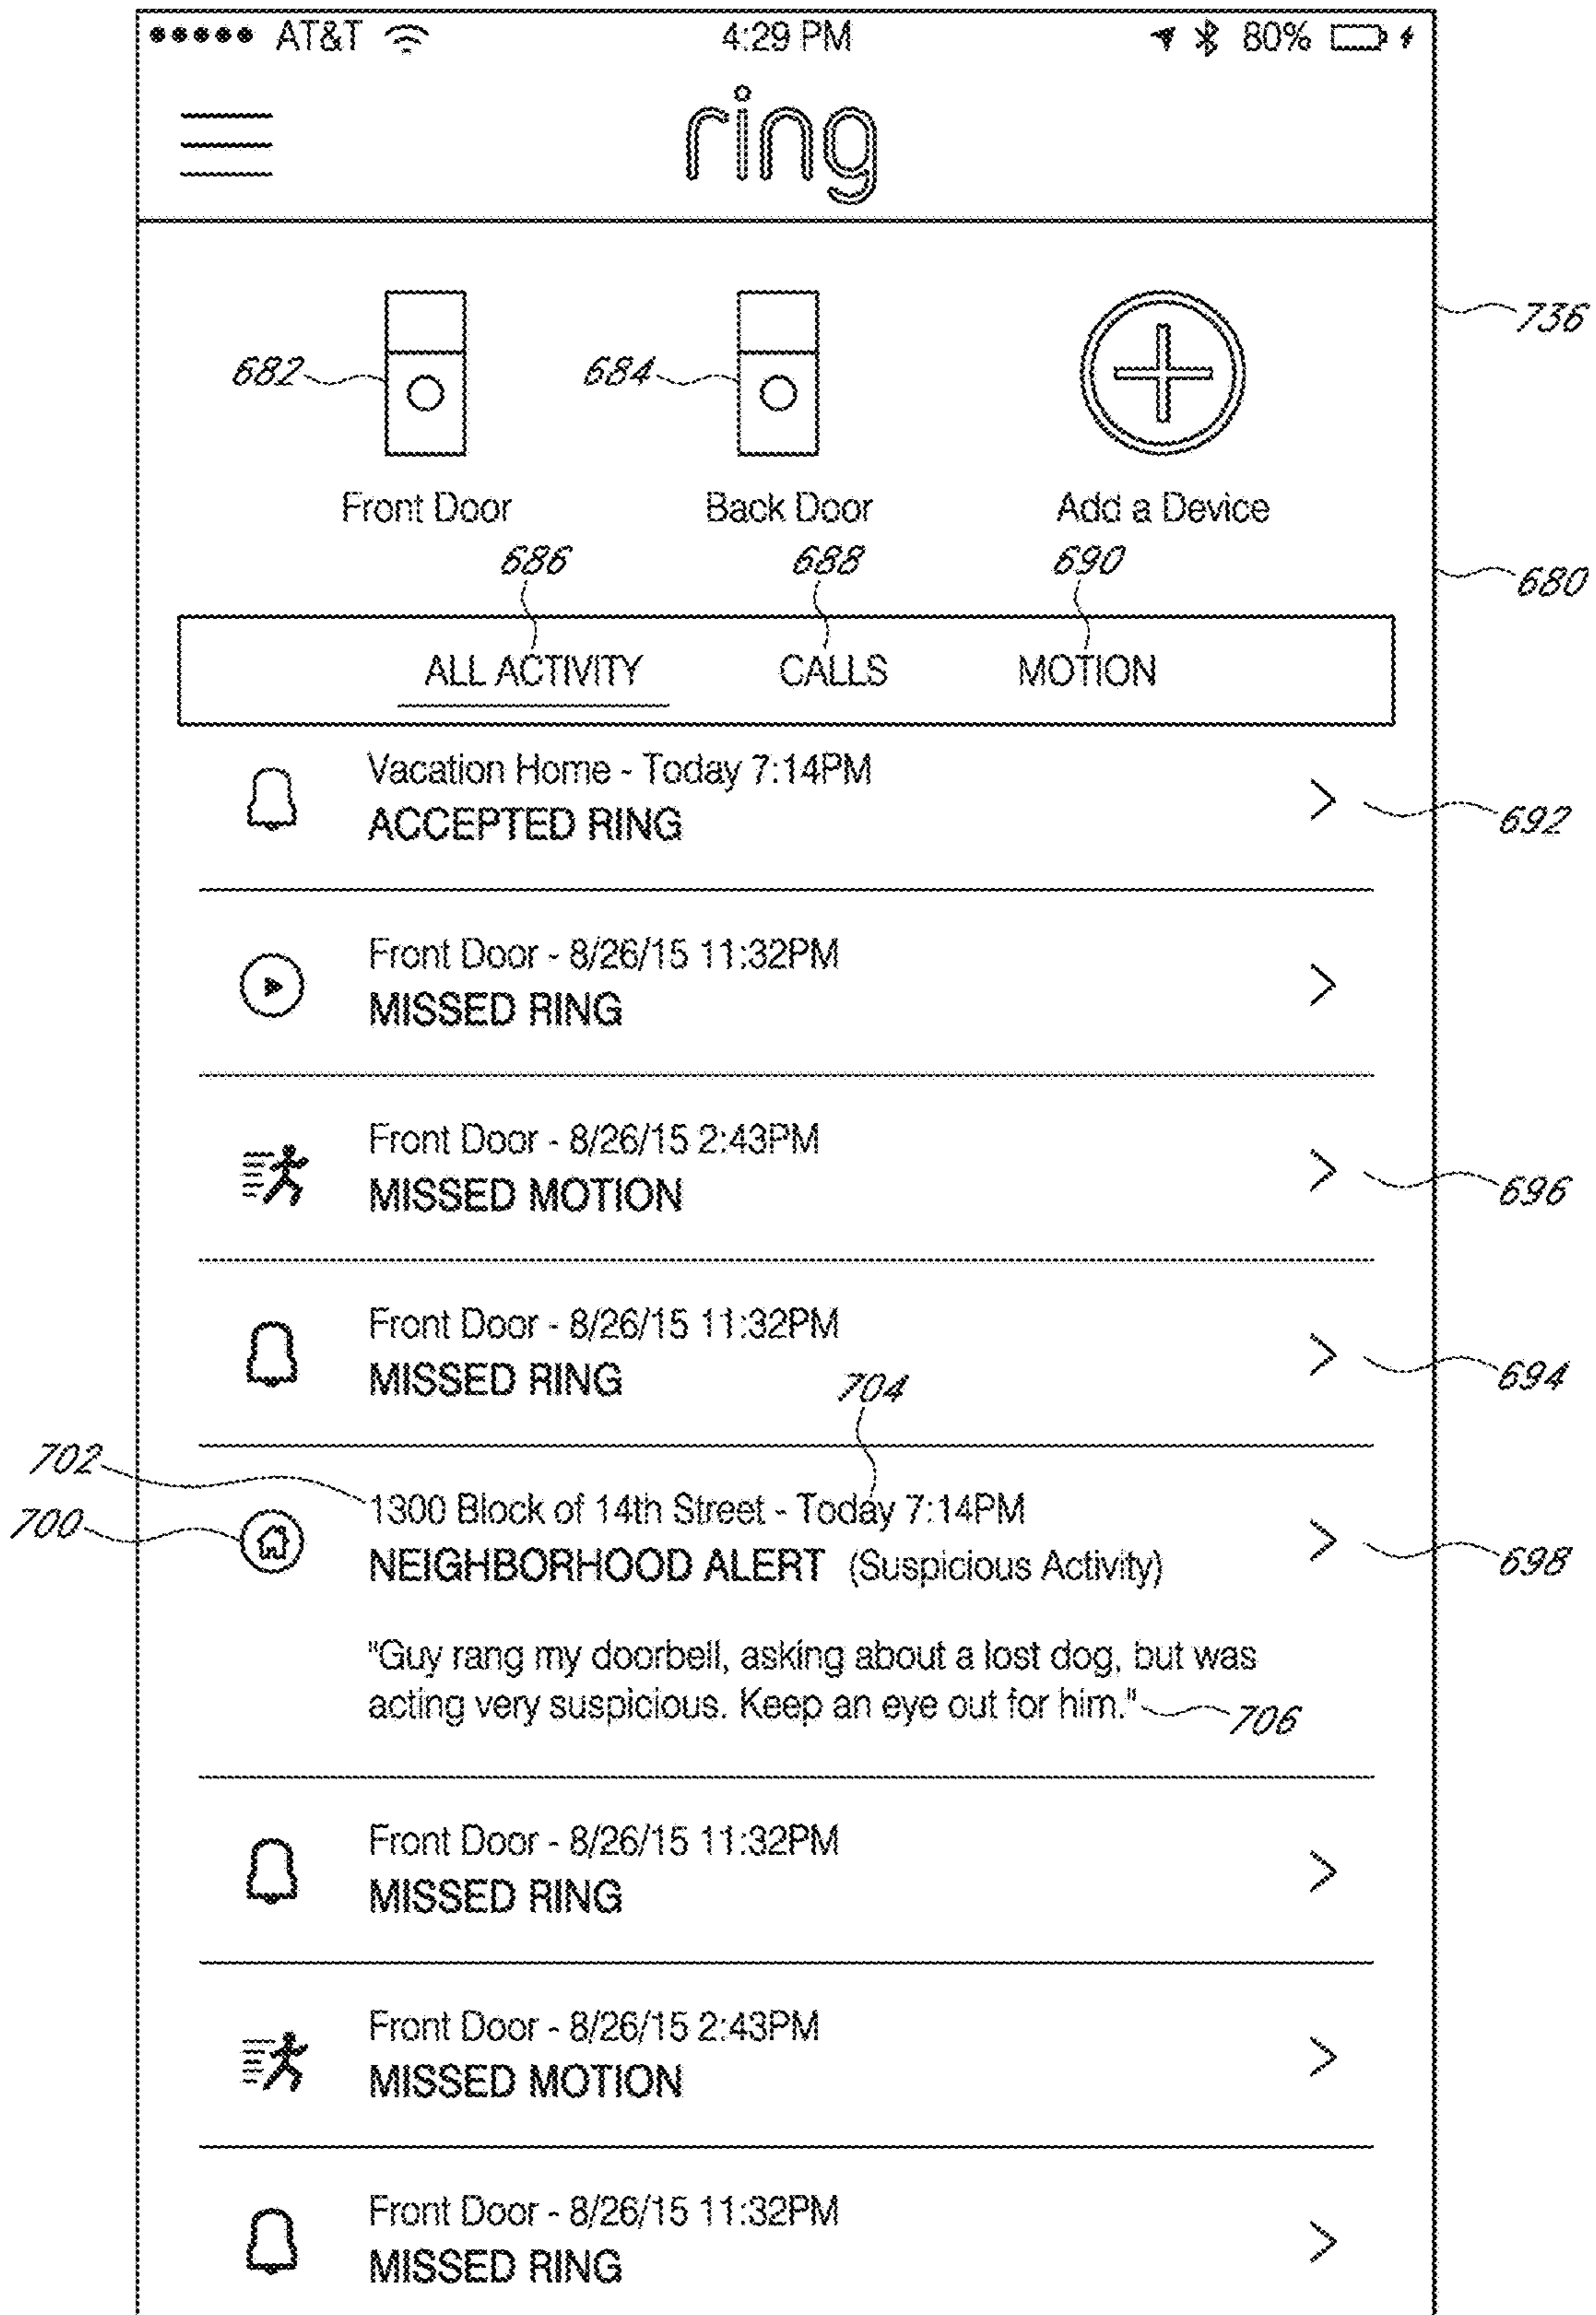 AT&T 4:29 PM 80%
ring
736
682 684
Front Door Back Door Add a Device
686 688 690
680
ALL ACTIVITY CALLS MOTION
Vacation Home - Today 7:14PM
ACCEPTED RING
692
Front Door - 8/26/15 11:32PM
MISSED RING
Front Door - 8/26/15 2:43PM
MISSED MOTION
696
Front Door - 8/26/15 11:32PM
MISSED RING
694
704
702
1300 Block of 14th Street - Today 7:14PM
700
NEIGHBORHOOD ALERT (Suspicious Activity)
698
"Guy rang my doorbell, asking about a lost dog, but was
acting very suspicious. Keep an eye out for him."
706
Front Door - 8/26/15 11:32PM
MISSED RING
Front Door - 8/26/15 2:43PM
MISSED MOTION
Front Door - 8/26/15 11:32PM
MISSED RING